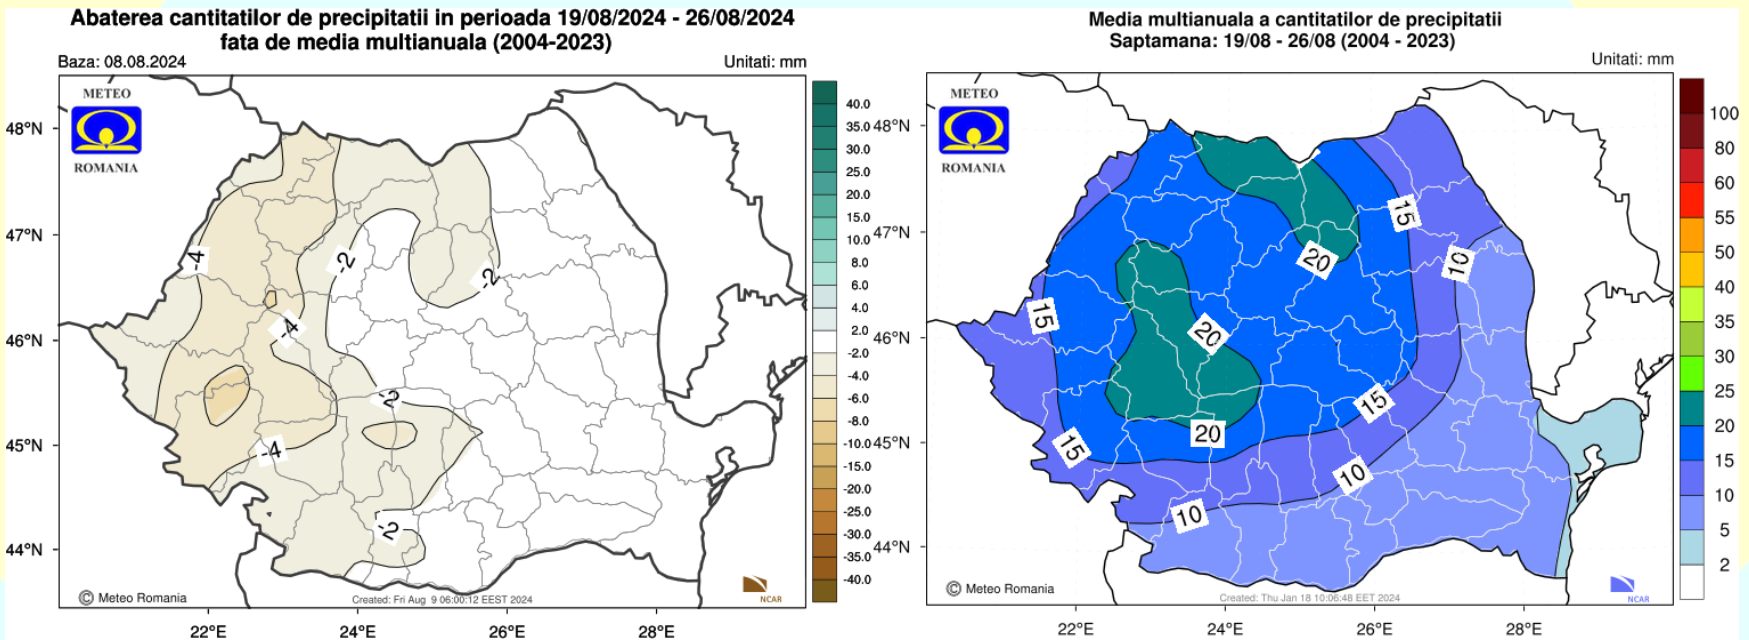 Abaterea cantitatilor de precipitatii in perioada 19/08/2024 - 26/08/2024
fata de media multianuala (2004-2023)
Baza: 08.08.2024
Unitati: mm
METEO
ROMANIA
48°N
47°N
46°N
45°N
44°N
22°E
24°E
26°E
28°E
-4
-2
-2
-4
-2
-4
-2
40.0
35.0
30.0
25.0
20.0
15.0
10.0
8.0
6.0
4.0
2.0
-2.0
-4.0
-6.0
-8.0
-10.0
-15.0
-20.0
-25.0
-30.0
-35.0
-40.0
© Meteo Romania
Created: Fri Aug 9 06:00:12 EEST 2024
NCAR
Media multianuala a cantitatilor de precipitatii
Saptamana: 19/08 - 26/08 (2004 - 2023)
Unitati: mm
METEO
ROMANIA
48°N
47°N
46°N
45°N
44°N
22°E
24°E
26°E
28°E
15
20
10
15
20
15
20
15
10
10
100
80
60
55
50
40
35
30
25
20
15
10
5
2
© Meteo Romania
Created: Thu Jan 18 10:06:48 EET 2024
NCAR